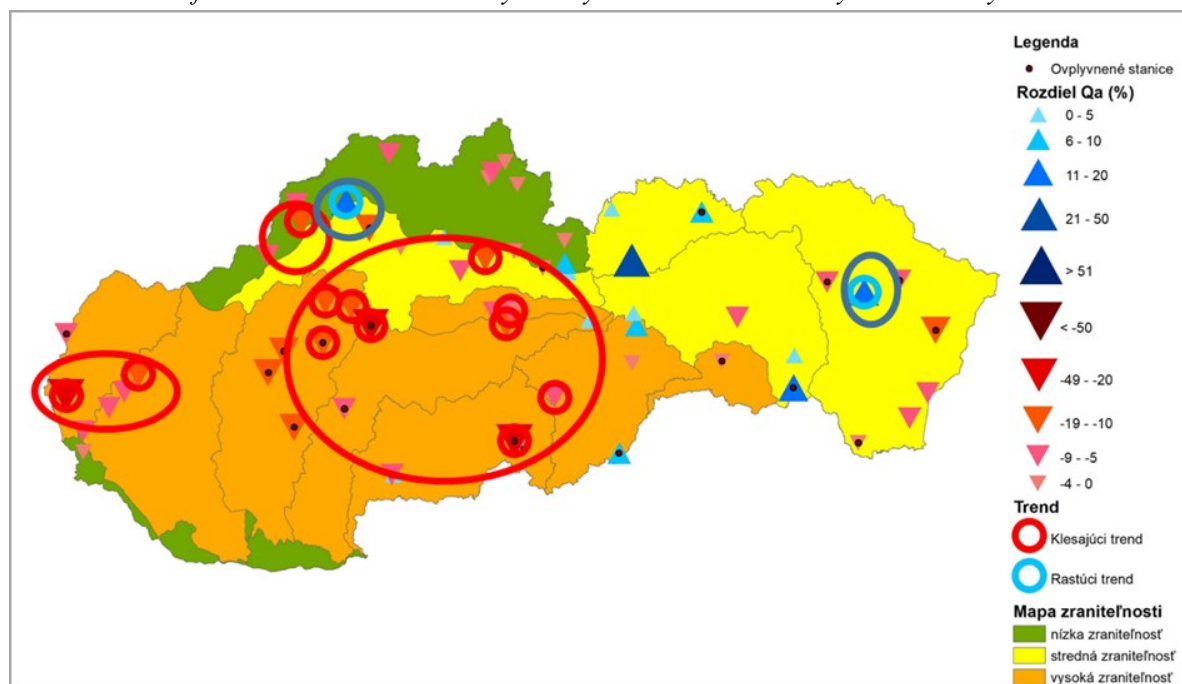 Legenda
Ovplyvnené stanice
Rozdiel Qa (%)
0 - 5
6 - 10
11 - 20
21 - 50
> 51
< -50
-49 - -20
-19 - -10
-9 - -5
-4 - 0
Trend
Klesajúci trend
Rastúci trend
Mapa zraniteľnosti
nízka zraniteľnosť
stredná zraniteľnosť
vysoká zraniteľnosť